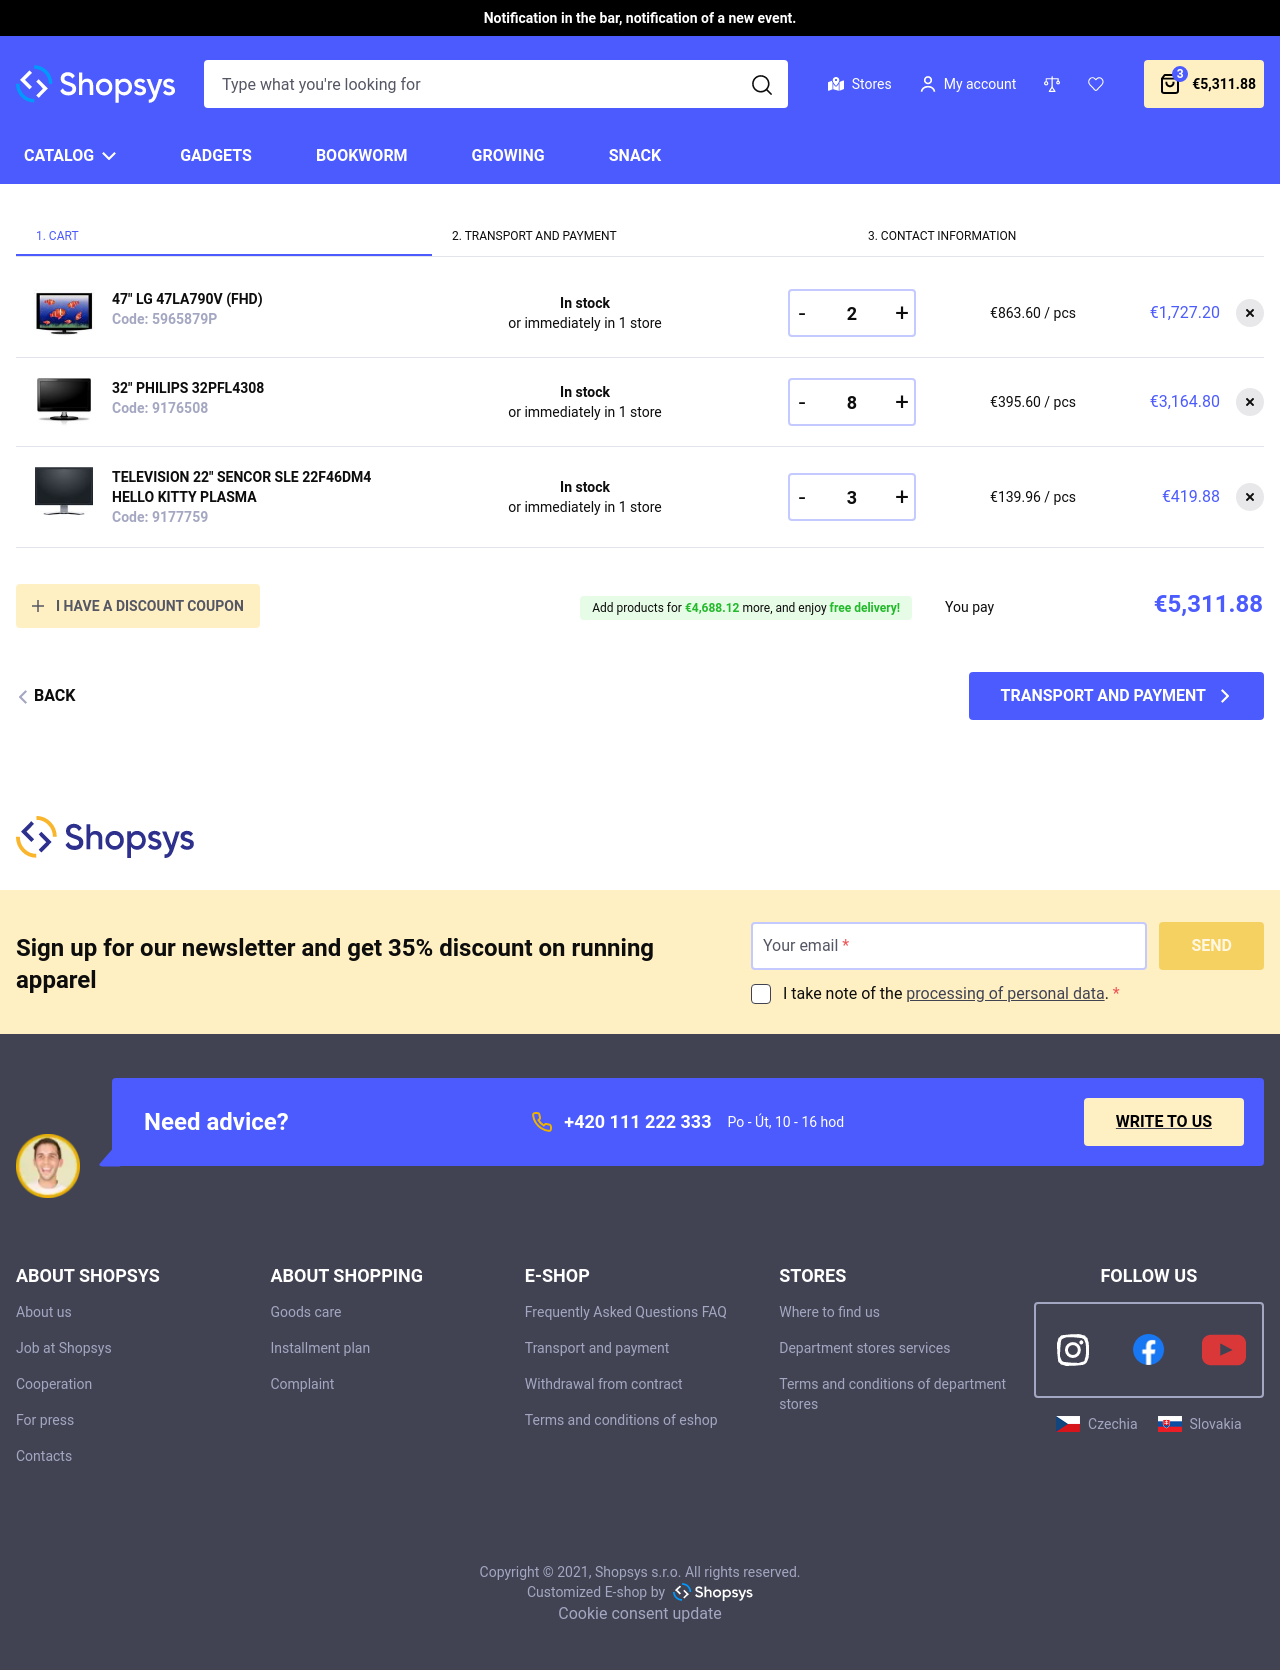 Notification in the bar, notification of a new event.
Shopsys
Type what you're looking for
Stores
My account
3
€5,311.88
CATALOG
GADGETS
BOOKWORM
GROWING
SNACK
1. CART
2. TRANSPORT AND PAYMENT
3. CONTACT INFORMATION
47" LG 47LA790V (FHD)
Code: 5965879P
In stock
or immediately in 1 store
- 2 +
€863.60 / pcs
€1,727.20
32" PHILIPS 32PFL4308
Code: 9176508
In stock
or immediately in 1 store
- 8 +
€395.60 / pcs
€3,164.80
TELEVISION 22" SENCOR SLE 22F46DM4
HELLO KITTY PLASMA
Code: 9177759
In stock
or immediately in 1 store
- 3 +
€139.96 / pcs
€419.88
I HAVE A DISCOUNT COUPON
Add products for €4,688.12 more, and enjoy free delivery!
You pay
€5,311.88
BACK
TRANSPORT AND PAYMENT
Shopsys
Sign up for our newsletter and get 35% discount on running
apparel
Your email *
SEND
I take note of the processing of personal data. *
Need advice?
+420 111 222 333
Po - Út, 10 - 16 hod
WRITE TO US
ABOUT SHOPSYS
About us
Job at Shopsys
Cooperation
For press
Contacts
ABOUT SHOPPING
Goods care
Installment plan
Complaint
E-SHOP
Frequently Asked Questions FAQ
Transport and payment
Withdrawal from contract
Terms and conditions of eshop
STORES
Where to find us
Department stores services
Terms and conditions of department
stores
FOLLOW US
Czechia
Slovakia
Copyright © 2021, Shopsys s.r.o. All rights reserved.
Customized E-shop by Shopsys
Cookie consent update